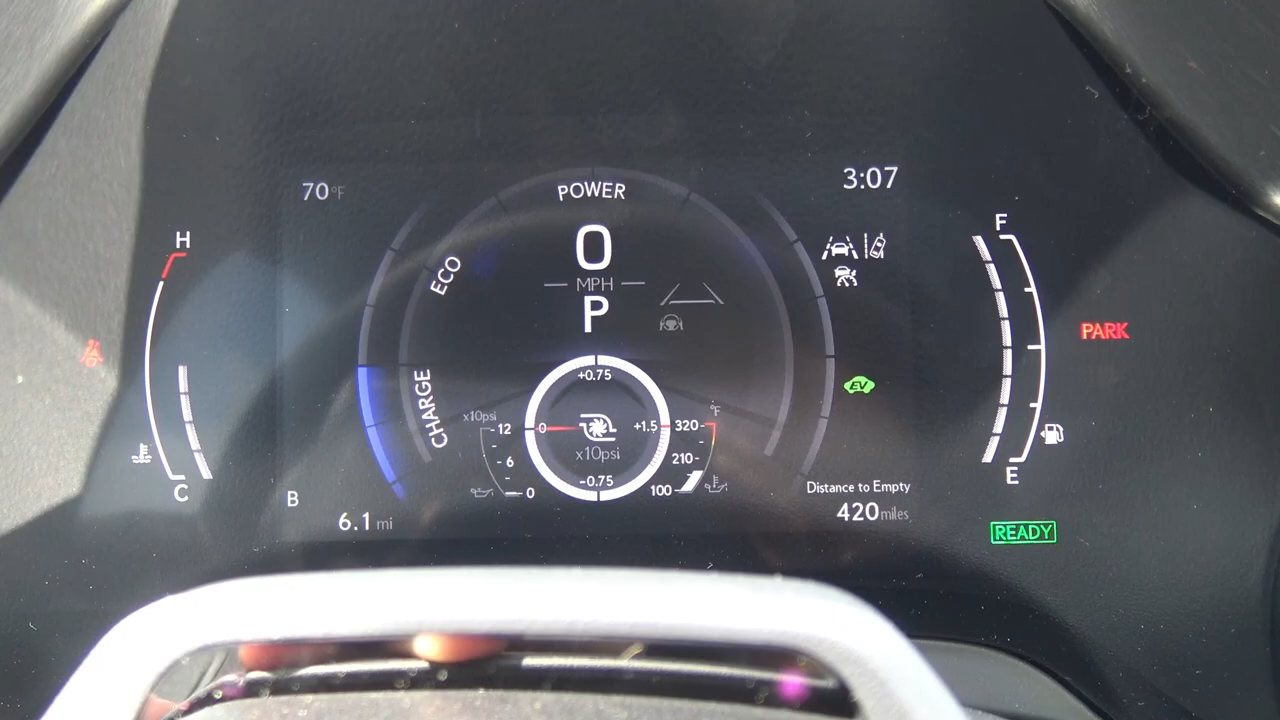 70°F
POWER
3:07
0
MPH
P
ECO
CHARGE
H
C
F
E
PARK
EV
+0.75
0
+1.5
x10psi
-0.75
x10psi
12
6
0
°F
320
210
100
B
6.1 mi
Distance to Empty
420 miles
READY